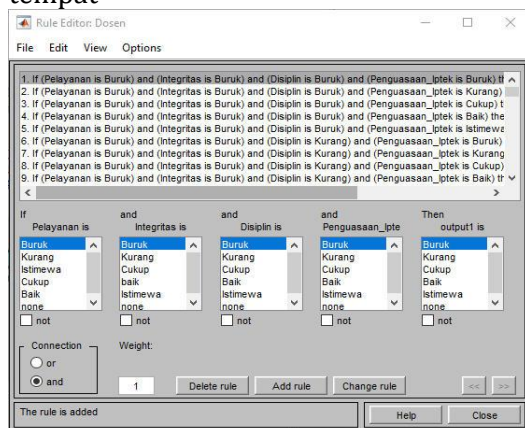 tempat
Rule Editor: Dosen
File Edit View Options
1. If (Pelayanan is Buruk) and (Integritas is Buruk) and (Disiplin is Buruk) and (Penguasaan_Iptek is Buruk) th
2. If (Pelayanan is Buruk) and (Integritas is Buruk) and (Disiplin is Buruk) and (Penguasaan_Iptek is Kurang)
3. If (Pelayanan is Buruk) and (Integritas is Buruk) and (Disiplin is Buruk) and (Penguasaan_Iptek is Cukup) t
4. If (Pelayanan is Buruk) and (Integritas is Buruk) and (Disiplin is Buruk) and (Penguasaan_Iptek is Baik) the
5. If (Pelayanan is Buruk) and (Integritas is Buruk) and (Disiplin is Buruk) and (Penguasaan_Iptek is Istimewa
6. If (Pelayanan is Buruk) and (Integritas is Buruk) and (Disiplin is Kurang) and (Penguasaan_Iptek is Buruk)
7. If (Pelayanan is Buruk) and (Integritas is Buruk) and (Disiplin is Kurang) and (Penguasaan_Iptek is Kurang
8. If (Pelayanan is Buruk) and (Integritas is Buruk) and (Disiplin is Kurang) and (Penguasaan_Iptek is Cukup)
9. If (Pelayanan is Buruk) and (Integritas is Buruk) and (Disiplin is Kurang) and (Penguasaan_Iptek is Baik) th
If and and and Then
Pelayanan is Integritas is Disiplin is Penguasaan_Ipte output1 is
Buruk Buruk Buruk Buruk Buruk
Kurang Kurang Kurang Kurang Kurang
Istimewa Cukup Cukup Cukup Cukup
Cukup baik Baik Baik Baik
Baik Istimewa Istimewa Istimewa Istimewa
none none none none none
not not not not not
Connection Weight:
or
and 1 Delete rule Add rule Change rule << >>
The rule is added Help Close